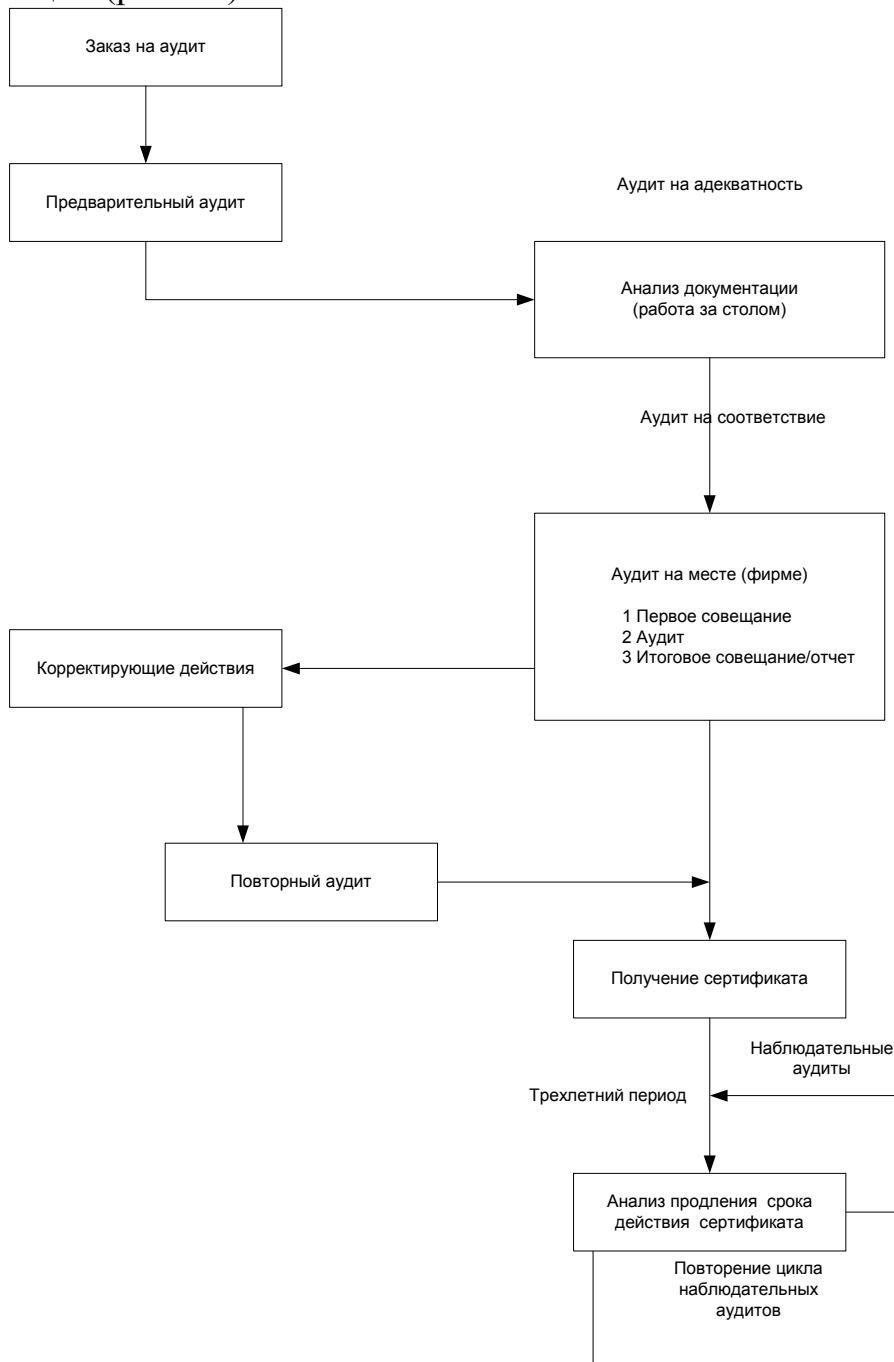 Заказ на аудит
Предварительный аудит
Аудит на адекватность
Анализ документации
(работа за столом)
Аудит на соответствие
Аудит на месте (фирме)
1 Первое совещание
2 Аудит
3 Итоговое совещание/отчет
Корректирующие действия
Повторный аудит
Получение сертификата
Наблюдательные
аудиты
Трехлетний период
Анализ продления срока
действия сертификата
Повторение цикла
наблюдательных
аудитов